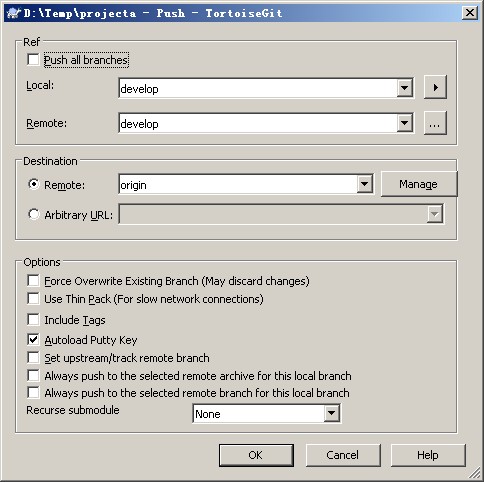 D:\Temp\projecta - Push - TortoiseGit
Ref
Push all branches
Local: develop
Remote: develop ...
Destination
Remote: origin Manage
Arbitrary URL:
Options
Force Overwrite Existing Branch (May discard changes)
Use Thin Pack (For slow network connections)
Include Tags
Autoload Putty Key
Set upstream/track remote branch
Always push to the selected remote archive for this local branch
Always push to the selected remote branch for this local branch
Recurse submodule None
OK Cancel Help